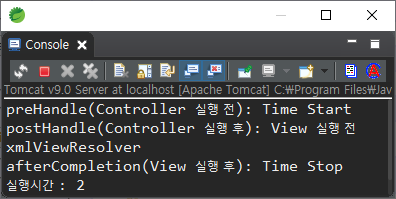 Console
Tomcat v9.0 Server at localhost [Apache Tomcat] C:₩Program Files₩Jav
preHandle(Controller 실행 전): Time Start
postHandle(Controller 실행 후): View 실행 전
xmlViewResolver
afterCompletion(View 실행 후): Time Stop
실행시간 : 2